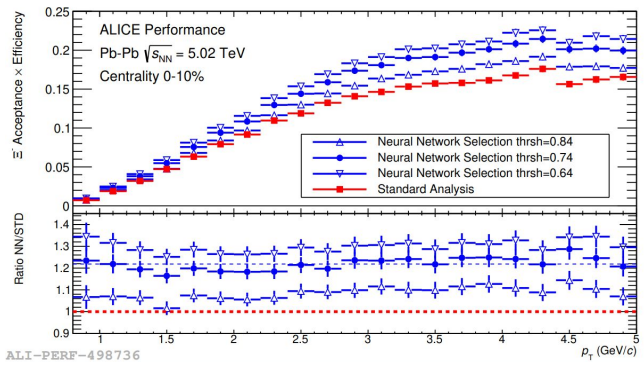 Ξ⁻ Acceptance × Efficiency
0.25
0.2
0.15
0.1
0.05
0
ALICE Performance
Pb-Pb √sNN = 5.02 TeV
Centrality 0-10%
Neural Network Selection thrsh=0.84
Neural Network Selection thrsh=0.74
Neural Network Selection thrsh=0.64
Standard Analysis
Ratio NN/STD
1.4
1.3
1.2
1.1
1
0.9
1 1.5 2 2.5 3 3.5 4 4.5 5
pT (GeV/c)
ALI-PERF-498736